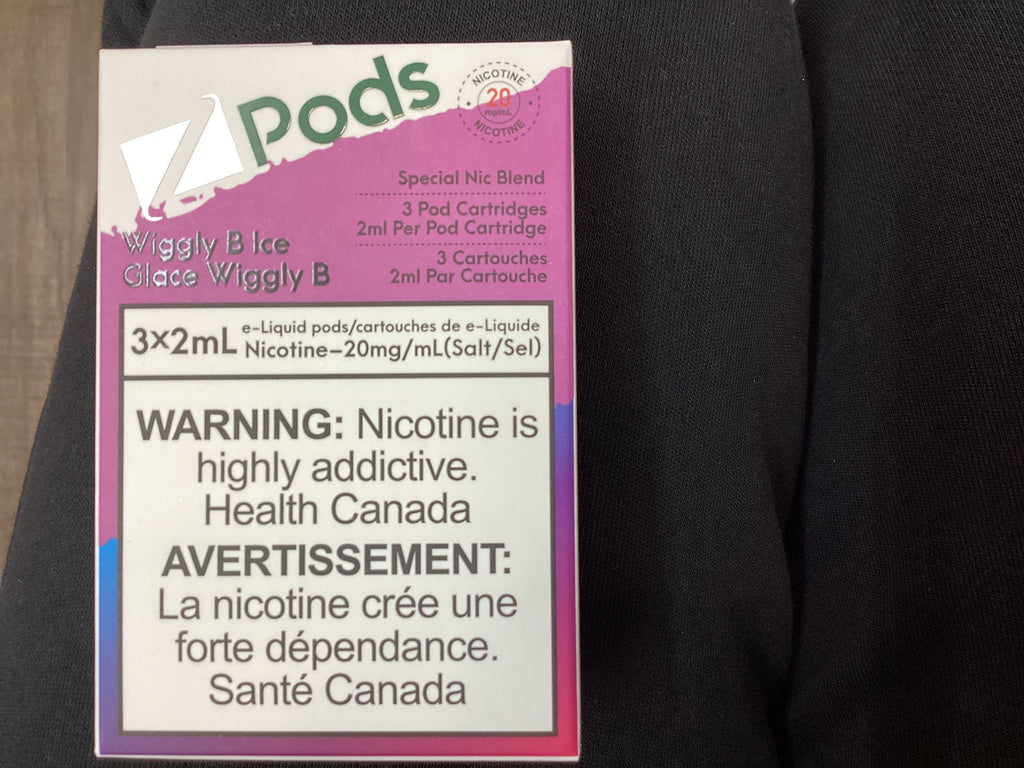 Z Pods
NICOTINE
20
mg/mL
NICOTINE
Special Nic Blend
3 Pod Cartridges
2ml Per Pod Cartridge
3 Cartouches
2ml Par Cartouche
Wiggly B Ice
Glace Wiggly B
3×2mL
e-Liquid pods/cartouches de e-Liquide
Nicotine–20mg/mL(Salt/Sel)
WARNING: Nicotine is
highly addictive.
Health Canada
AVERTISSEMENT:
La nicotine crée une
forte dépendance.
Santé Canada